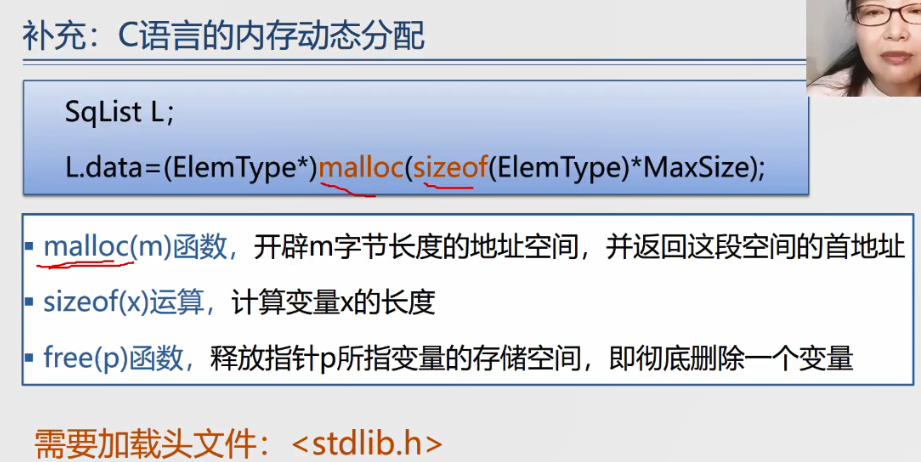 补充：C语言的内存动态分配
SqList L;
L.data=(ElemType*)malloc(sizeof(ElemType)*MaxSize);
▪ malloc(m)函数，开辟m字节长度的地址空间，并返回这段空间的首地址
▪ sizeof(x)运算，计算变量x的长度
▪ free(p)函数，释放指针p所指变量的存储空间，即彻底删除一个变量
需要加载头文件：<stdlib.h>